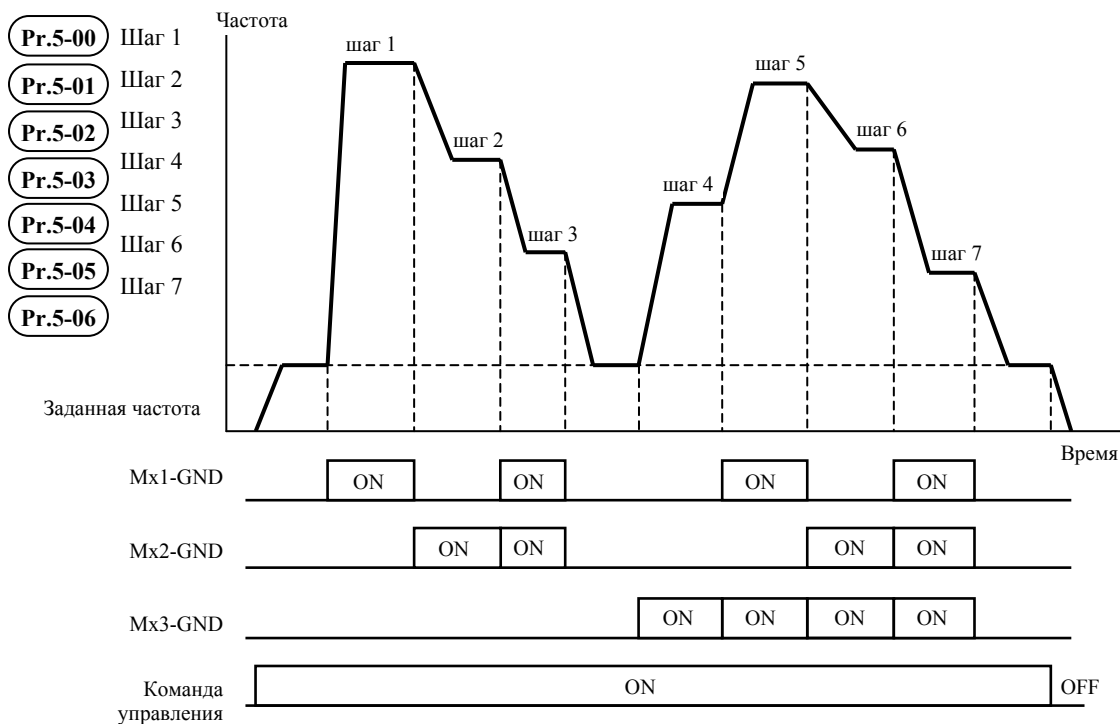 Частота
Pr.5-00 Шаг 1
Pr.5-01 Шаг 2
Pr.5-02 Шаг 3
Pr.5-03 Шаг 4
Pr.5-04 Шаг 5
Pr.5-05 Шаг 6
Pr.5-06 Шаг 7
шаг 1
шаг 2
шаг 3
шаг 4
шаг 5
шаг 6
шаг 7
Заданная частота
Время
Mx1-GND ON ON ON ON
Mx2-GND ON ON ON ON
Mx3-GND ON ON ON ON
Команда ON OFF
управления